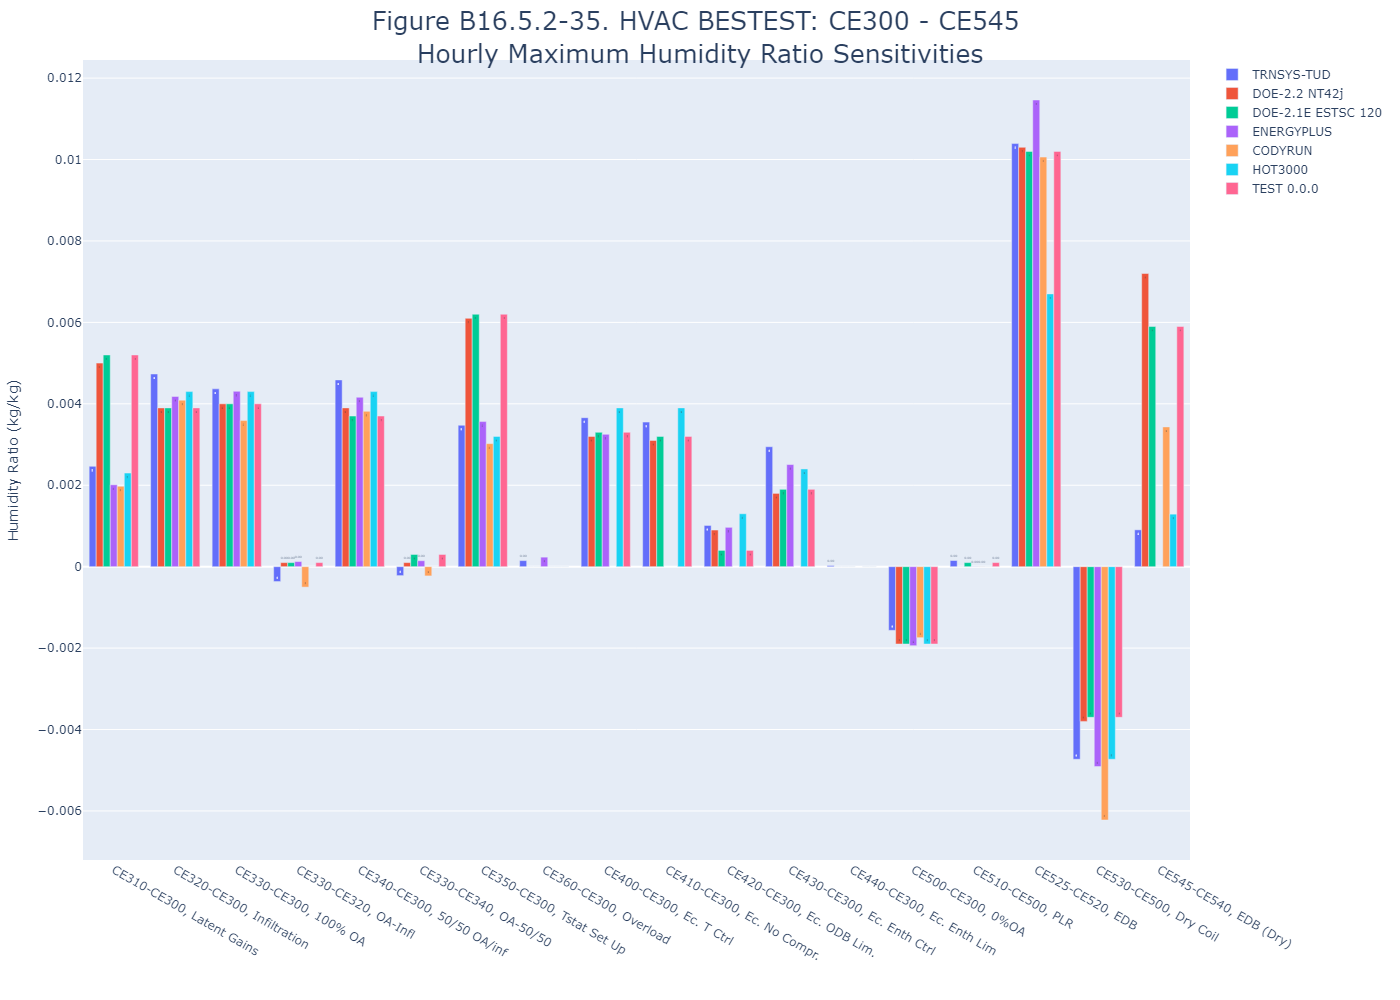 Figure B16.5.2-35. HVAC BESTEST: CE300 - CE545
Hourly Maximum Humidity Ratio Sensitivities
TRNSYS-TUD
DOE-2.2 NT42j
DOE-2.1E ESTSC 120
ENERGYPLUS
CODYRUN
HOT3000
TEST 0.0.0
Humidity Ratio (kg/kg)
0.012
0.01
0.008
0.006
0.004
0.002
0
−0.002
−0.004
−0.006
CE310-CE300, Latent Gains
CE320-CE300, Infiltration
CE330-CE300, 100% OA
CE330-CE320, OA-Infl
CE340-CE300, 50/50 OA/inf
CE330-CE340, OA-50/50
CE350-CE300, Tstat Set Up
CE360-CE300, Overload
CE400-CE300, Ec. T Ctrl
CE410-CE300, Ec. No Compr.
CE420-CE300, Ec. ODB Lim.
CE430-CE300, Ec. Enth Ctrl
CE440-CE300, Ec. Enth Lim
CE500-CE300, 0%OA
CE510-CE500, PLR
CE525-CE520, EDB
CE530-CE500, Dry Coil
CE545-CE540, EDB (Dry)